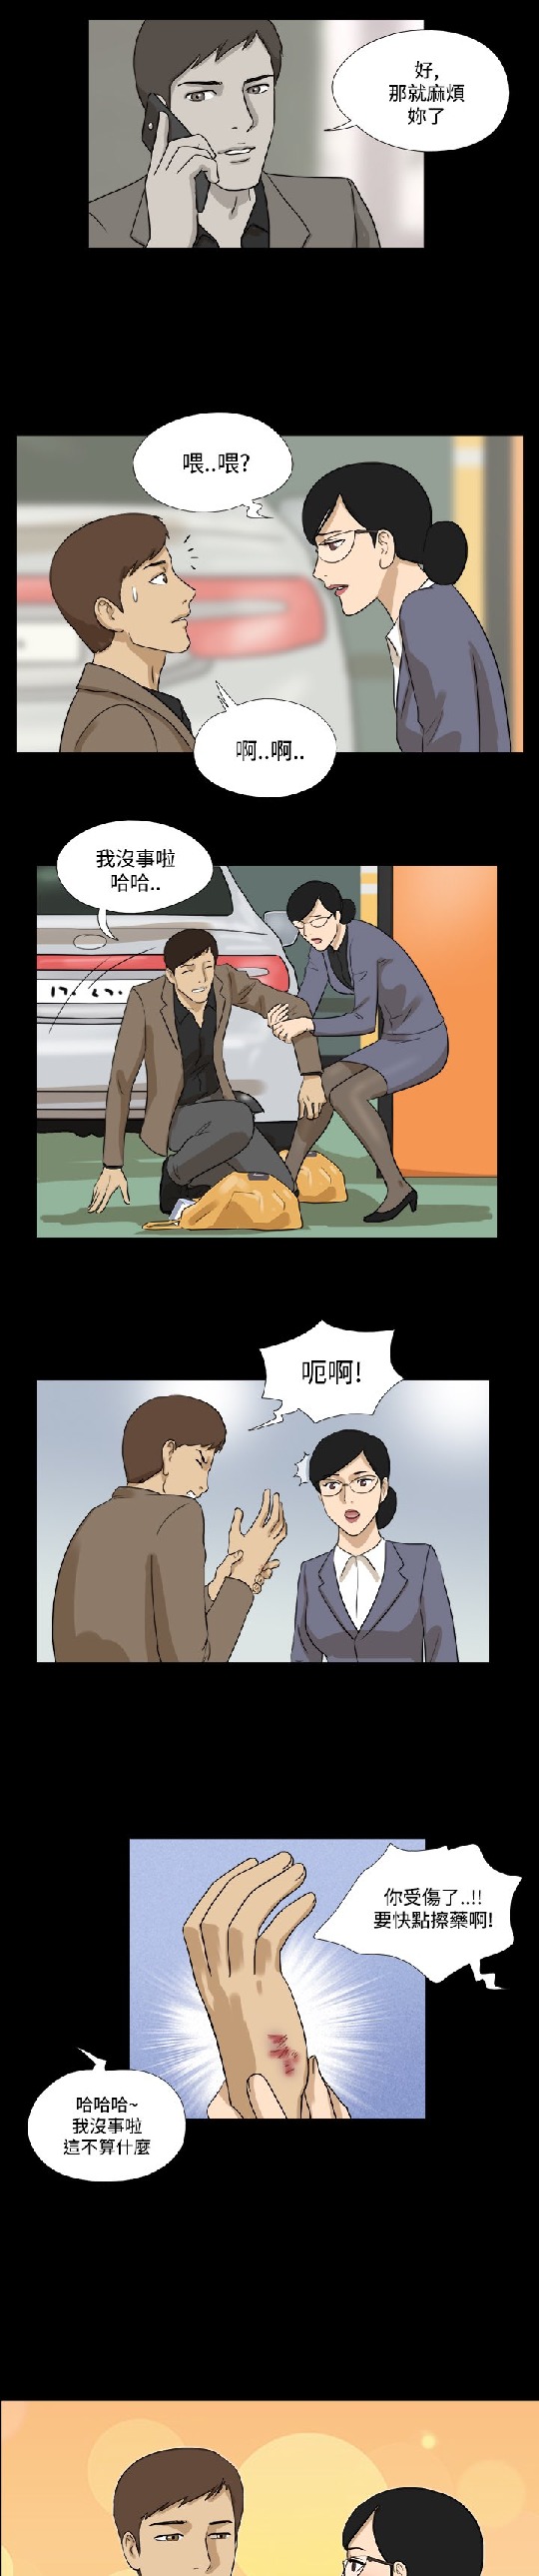 好,
那就麻煩
妳了
喂..喂?
啊..啊..
我沒事啦
哈哈..
呃啊!
你受傷了..!!
要快點擦藥啊!
哈哈哈~
我沒事啦
這不算什麼